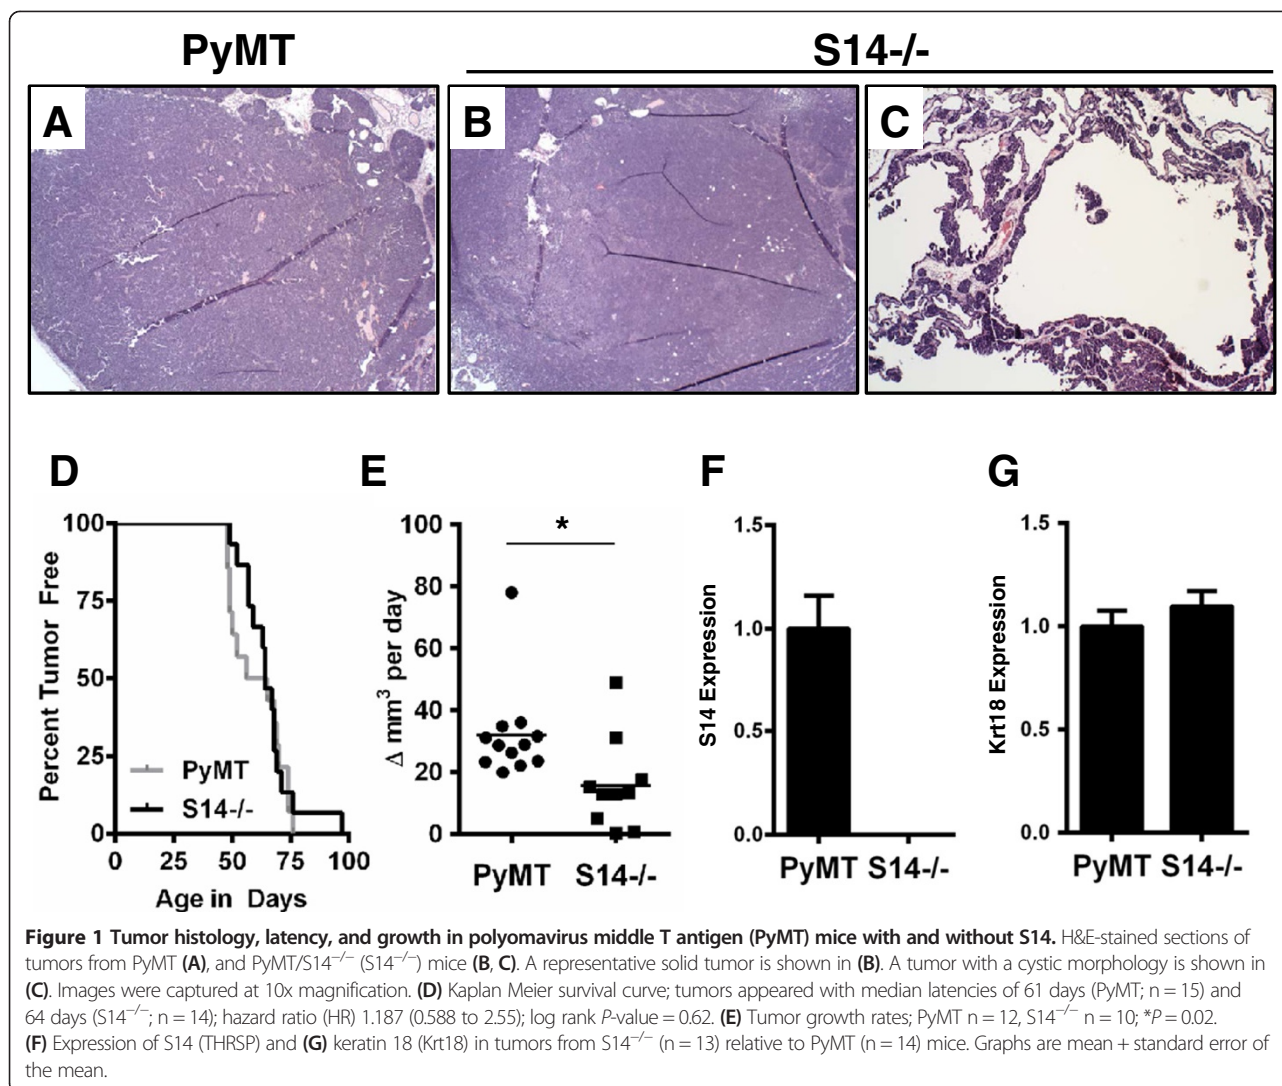 PyMT
S14-/-
A
B
C
D
E
F
G
Percent Tumor Free
100
75
50
25
0
PyMT
S14-/-
0 25 50 75 100
Age in Days
Δ mm³ per day
100
80
60
40
20
0
*
PyMT S14-/-
S14 Expression
1.5
1.0
0.5
0.0
PyMT S14-/-
Krt18 Expression
1.5
1.0
0.5
0.0
PyMT S14-/-
Figure 1 Tumor histology, latency, and growth in polyomavirus middle T antigen (PyMT) mice with and without S14. H&E-stained sections of
tumors from PyMT (A), and PyMT/S14⁻/⁻ (S14⁻/⁻) mice (B, C). A representative solid tumor is shown in (B). A tumor with a cystic morphology is shown in
(C). Images were captured at 10x magnification. (D) Kaplan Meier survival curve; tumors appeared with median latencies of 61 days (PyMT; n = 15) and
64 days (S14⁻/⁻; n = 14); hazard ratio (HR) 1.187 (0.588 to 2.55); log rank P-value = 0.62. (E) Tumor growth rates; PyMT n = 12, S14⁻/⁻ n = 10; *P = 0.02.
(F) Expression of S14 (THRSP) and (G) keratin 18 (Krt18) in tumors from S14⁻/⁻ (n = 13) relative to PyMT (n = 14) mice. Graphs are mean + standard error of
the mean.